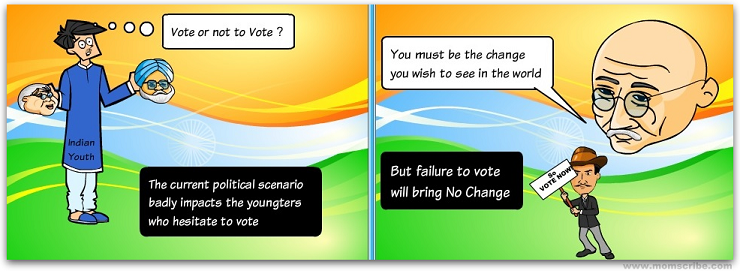 Vote or not to Vote ?
Indian
Youth
The current political scenario
badly impacts the youngters
who hesitate to vote
You must be the change
you wish to see in the world
But failure to vote
will bring No Change
So
VOTE NOW
www.momscribe.com